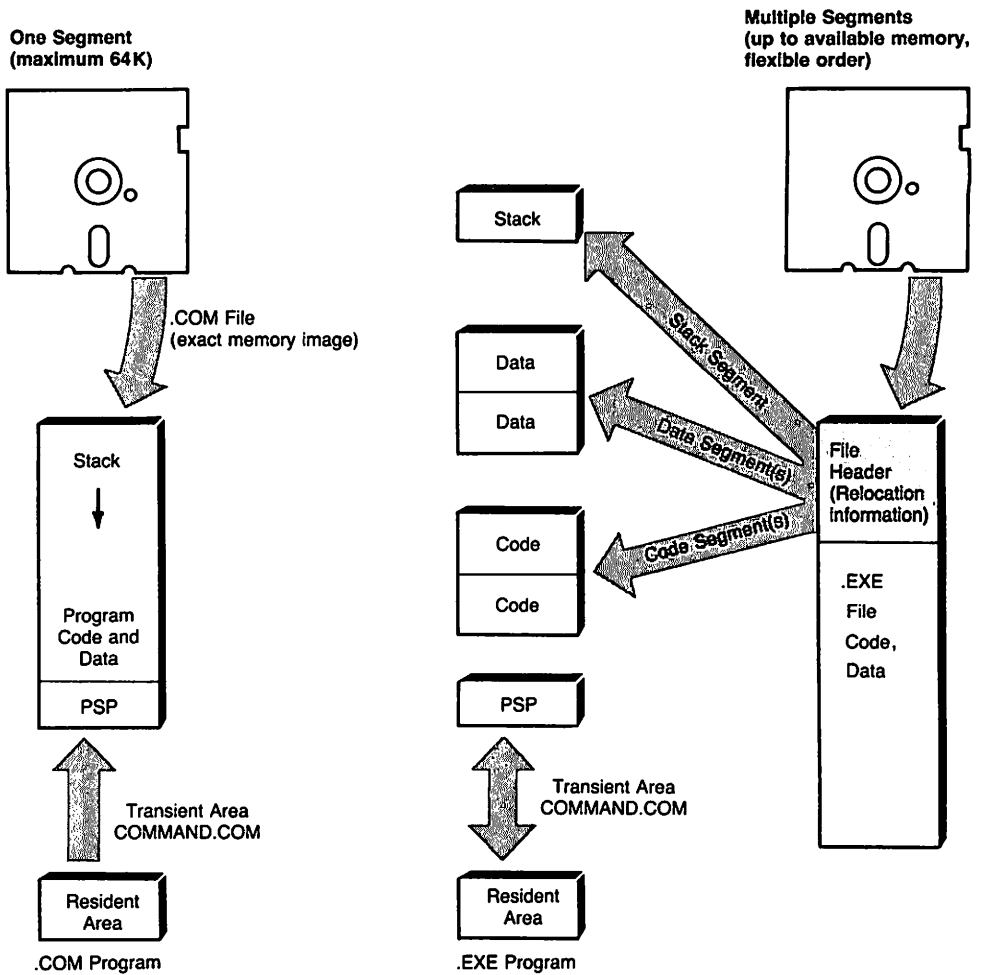 One Segment
(maximum 64K)
Multiple Segments
(up to available memory,
flexible order)
.COM File
(exact memory image)
Stack
Program
Code and
Data
PSP
Transient Area
COMMAND.COM
Resident
Area
.COM Program
Stack
Data
Data
Code
Code
PSP
Transient Area
COMMAND.COM
Resident
Area
.EXE Program
Stack Segment
Data Segment(s)
Code Segment(s)
File
Header
(Relocation
information)
.EXE
File
Code,
Data